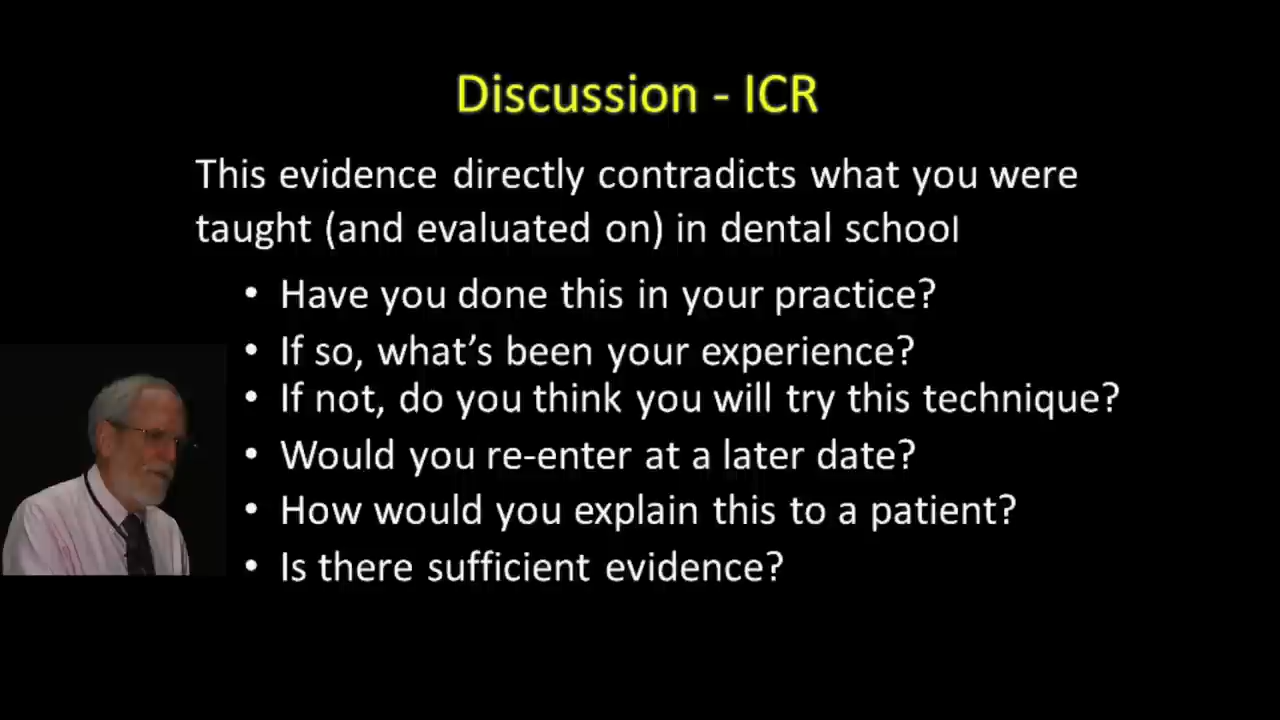 Discussion - ICR
This evidence directly contradicts what you were
taught (and evaluated on) in dental school
• Have you done this in your practice?
• If so, what's been your experience?
• If not, do you think you will try this technique?
• Would you re-enter at a later date?
• How would you explain this to a patient?
• Is there sufficient evidence?